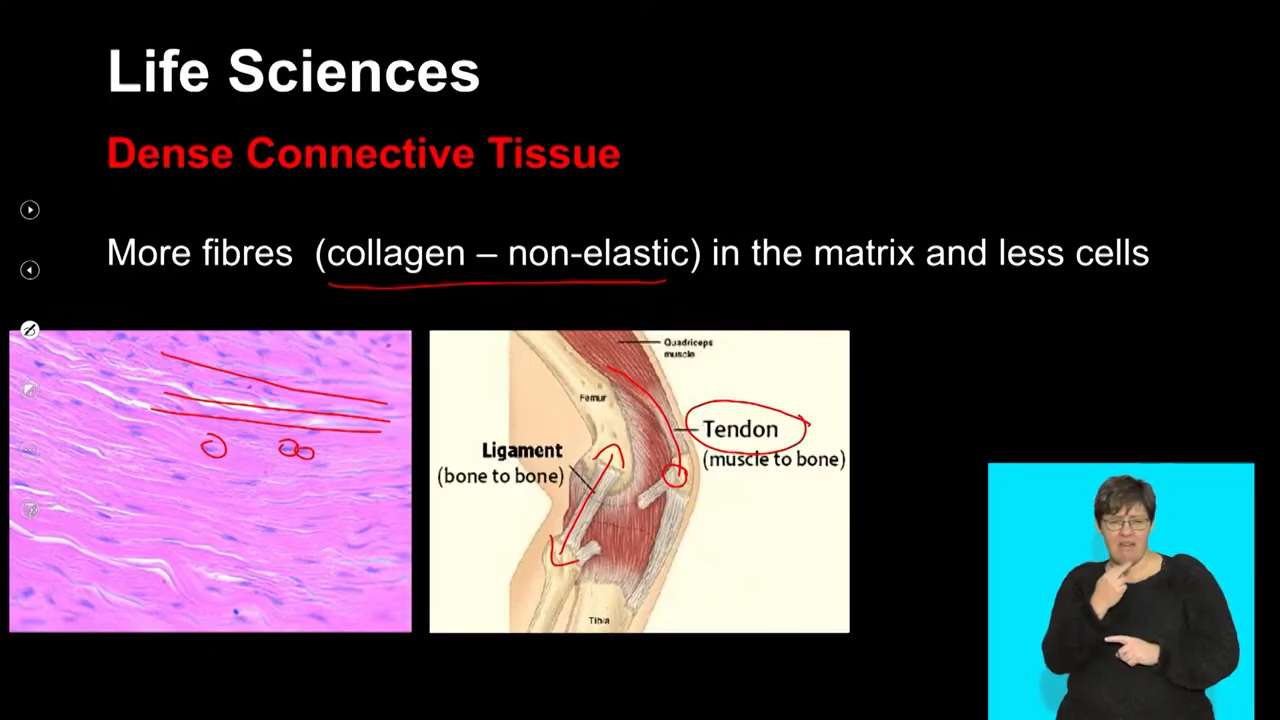 Life Sciences
Dense Connective Tissue
More fibres (collagen – non-elastic) in the matrix and less cells
Quadriceps
muscle
Femur
Tendon
(muscle to bone)
Ligament
(bone to bone)
Tibia